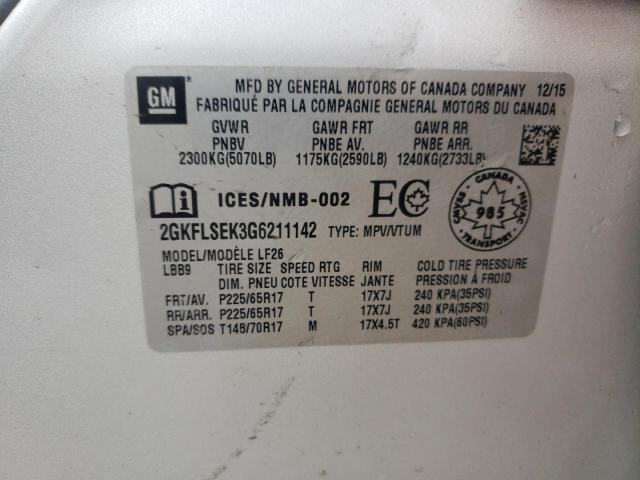 GM
MFD BY GENERAL MOTORS OF CANADA COMPANY 12/15
FABRIQUÉ PAR LA COMPAGNIE GENERAL MOTORS DU CANADA
GVWR GAWR FRT GAWR RR
PNBV PNBE AV. PNBE ARR.
2300KG(5070LB) 1175KG(2590LB) 1240KG(2733LB)
ICES/NMB-002 EC
CANADA
CMVSS 985 NSVAC
2GKFLSEK3G6211142 TYPE: MPV/VTUM
MODEL/MODÈLE LF26
LBB9 TIRE SIZE SPEED RTG RIM COLD TIRE PRESSURE
DIM. PNEU COTE VITESSE JANTE PRESSION À FROID
FRT/AV. P225/65R17 T 17X7J 240 KPA(35PSI)
RR/ARR. P225/65R17 T 17X7J 240 KPA(35PSI)
SPA/SOS T145/70R17 M 17X4.5T 420 KPA(60PSI)